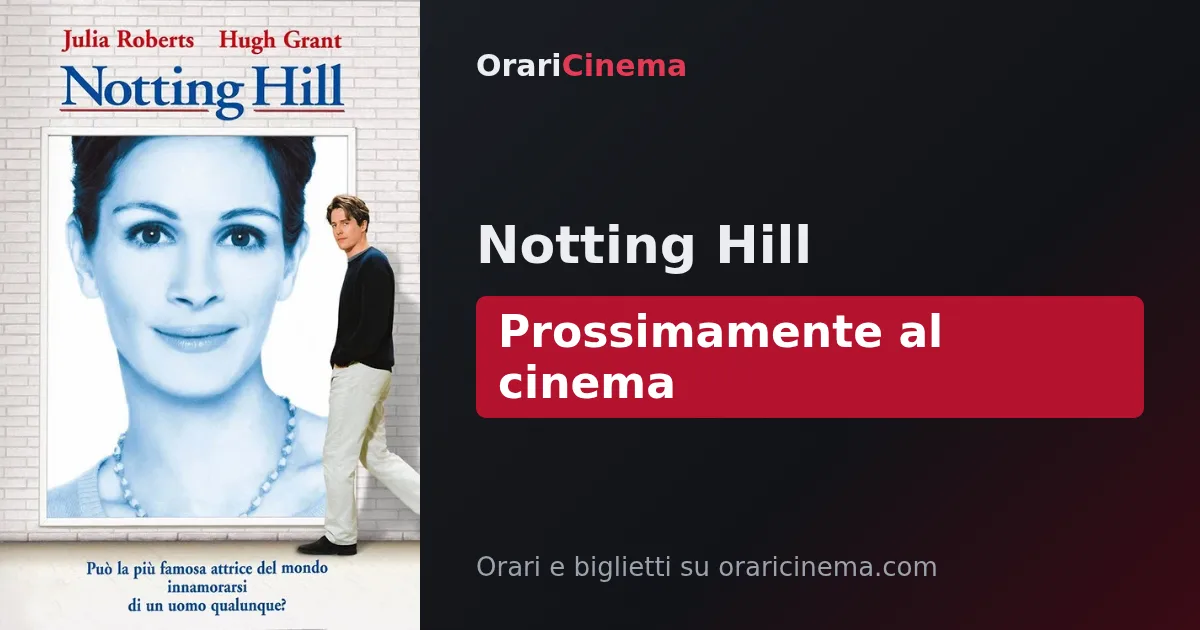 Julia Roberts Hugh Grant
Notting Hill
Può la più famosa attrice del mondo
innamorarsi
di un uomo qualunque?
OrariCinema
Notting Hill
Prossimamente al
cinema
Orari e biglietti su oraricinema.com